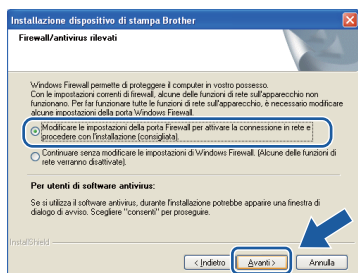 Installazione dispositivo di stampa Brother
Firewall/antivirus rilevati
Windows Firewall permette di proteggere il computer in vostro possesso.
Con le impostazioni correnti di firewall, alcune delle funzioni di rete sull'apparecchio non
funzionano. Per far funzionare tutte le funzioni di rete sull'apparecchio, è necessario modificare
alcune impostazioni della porta Windows Firewall.
Modificare le impostazioni della porta Firewall per attivare la connessione in rete e
procedere con l'installazione (consigliata).
Continuare senza modificare le impostazioni di Windows Firewall. (Alcune delle funzioni di
rete verranno disattivate).
Per utenti di software antivirus:
Se si utilizza il software antivirus, durante l'installazione potrebbe apparire una finestra di
dialogo di avviso. Scegliere "consenti" per proseguire.
InstallShield
< Indietro
Avanti >
Annulla